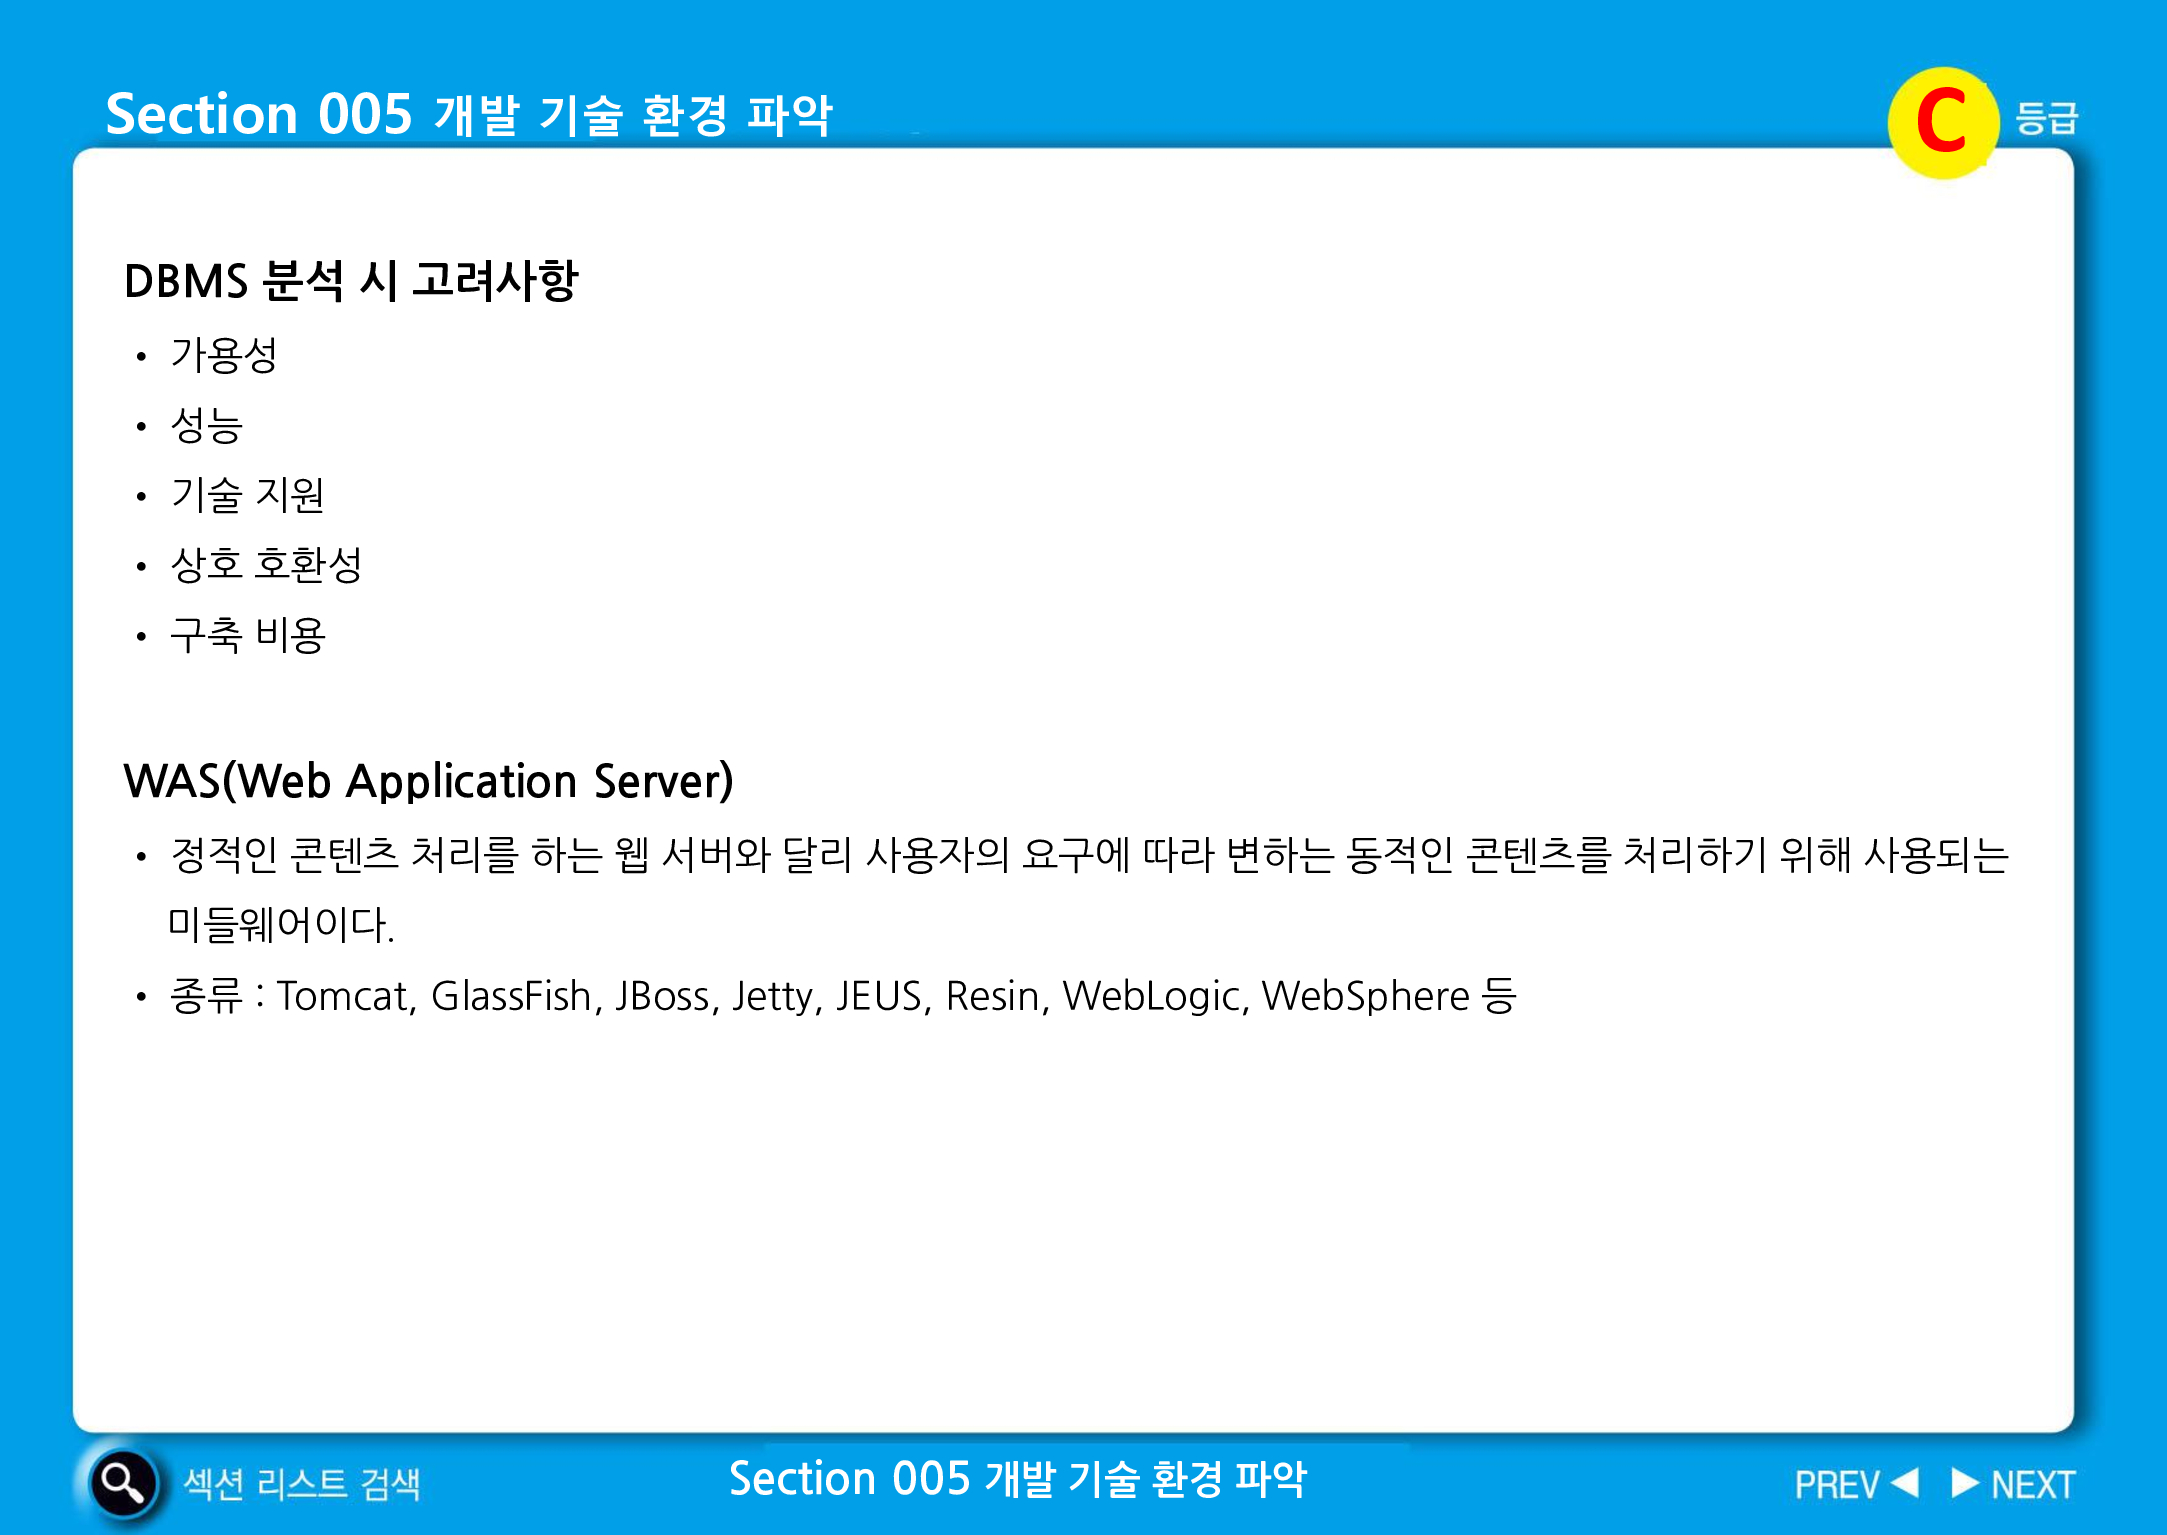 Section 005 개발 기술 환경 파악
C 등급
DBMS 분석 시 고려사항
• 가용성
• 성능
• 기술 지원
• 상호 호환성
• 구축 비용
WAS(Web Application Server)
• 정적인 콘텐츠 처리를 하는 웹 서버와 달리 사용자의 요구에 따라 변하는 동적인 콘텐츠를 처리하기 위해 사용되는
미들웨어이다.
• 종류 : Tomcat, GlassFish, JBoss, Jetty, JEUS, Resin, WebLogic, WebSphere 등
섹션 리스트 검색
Section 005 개발 기술 환경 파악
PREV ◀ ▶ NEXT